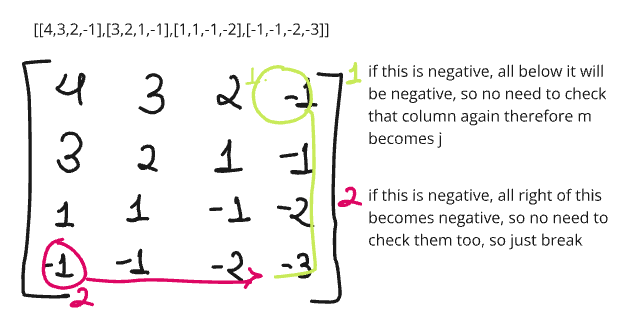 [[4,3,2,-1],[3,2,1,-1],[1,1,-1,-2],[-1,-1,-2,-3]]
4 3 2 1 -1
3 2 1 -1
1 1 -1 -2
-1 -1 -2 -3
2
1 if this is negative, all below it will
be negative, so no need to check
that column again therefore m
becomes j
2 if this is negative, all right of this
becomes negative, so no need to
check them too, so just break